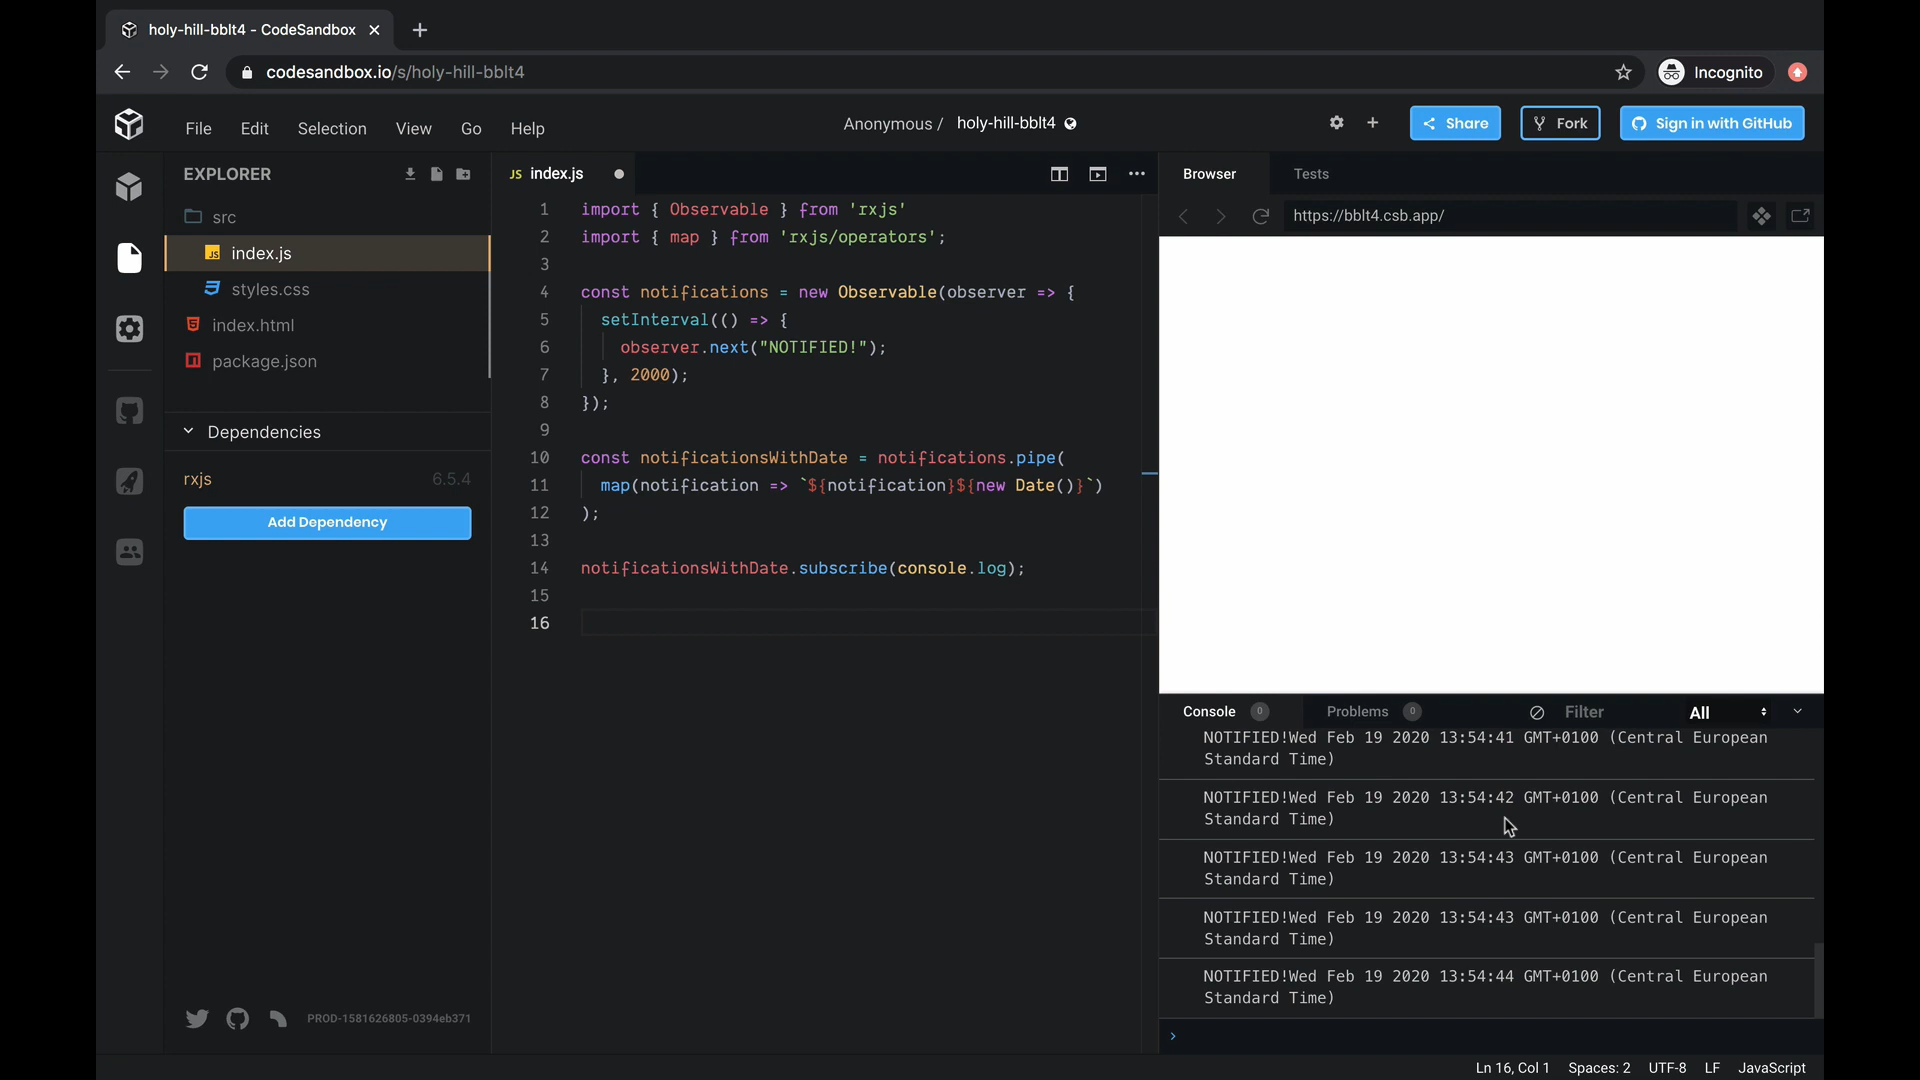 holy-hill-bblt4 - CodeSandbox
codesandbox.io/s/holy-hill-bblt4
Incognito
File Edit Selection View Go Help
Anonymous / holy-hill-bblt4
Share
Fork
Sign in with GitHub
EXPLORER
src
JS index.js
styles.css
index.html
package.json
Dependencies
rxjs 6.5.4
Add Dependency
PROD-1581626805-0394eb371
JS index.js
1 import { Observable } from 'rxjs'
2 import { map } from 'rxjs/operators';
3
4 const notifications = new Observable(observer => {
5 setInterval(() => {
6 observer.next("NOTIFIED!");
7 }, 2000);
8 });
9
10 const notificationsWithDate = notifications.pipe(
11 map(notification => `${notification}${new Date()}`)
12 );
13
14 notificationsWithDate.subscribe(console.log);
15
16
Browser Tests
https://bblt4.csb.app/
Console 0 Problems 0 Filter All
NOTIFIED!Wed Feb 19 2020 13:54:41 GMT+0100 (Central European
Standard Time)
NOTIFIED!Wed Feb 19 2020 13:54:42 GMT+0100 (Central European
Standard Time)
NOTIFIED!Wed Feb 19 2020 13:54:43 GMT+0100 (Central European
Standard Time)
NOTIFIED!Wed Feb 19 2020 13:54:43 GMT+0100 (Central European
Standard Time)
NOTIFIED!Wed Feb 19 2020 13:54:44 GMT+0100 (Central European
Standard Time)
›
Ln 16, Col 1 Spaces: 2 UTF-8 LF JavaScript